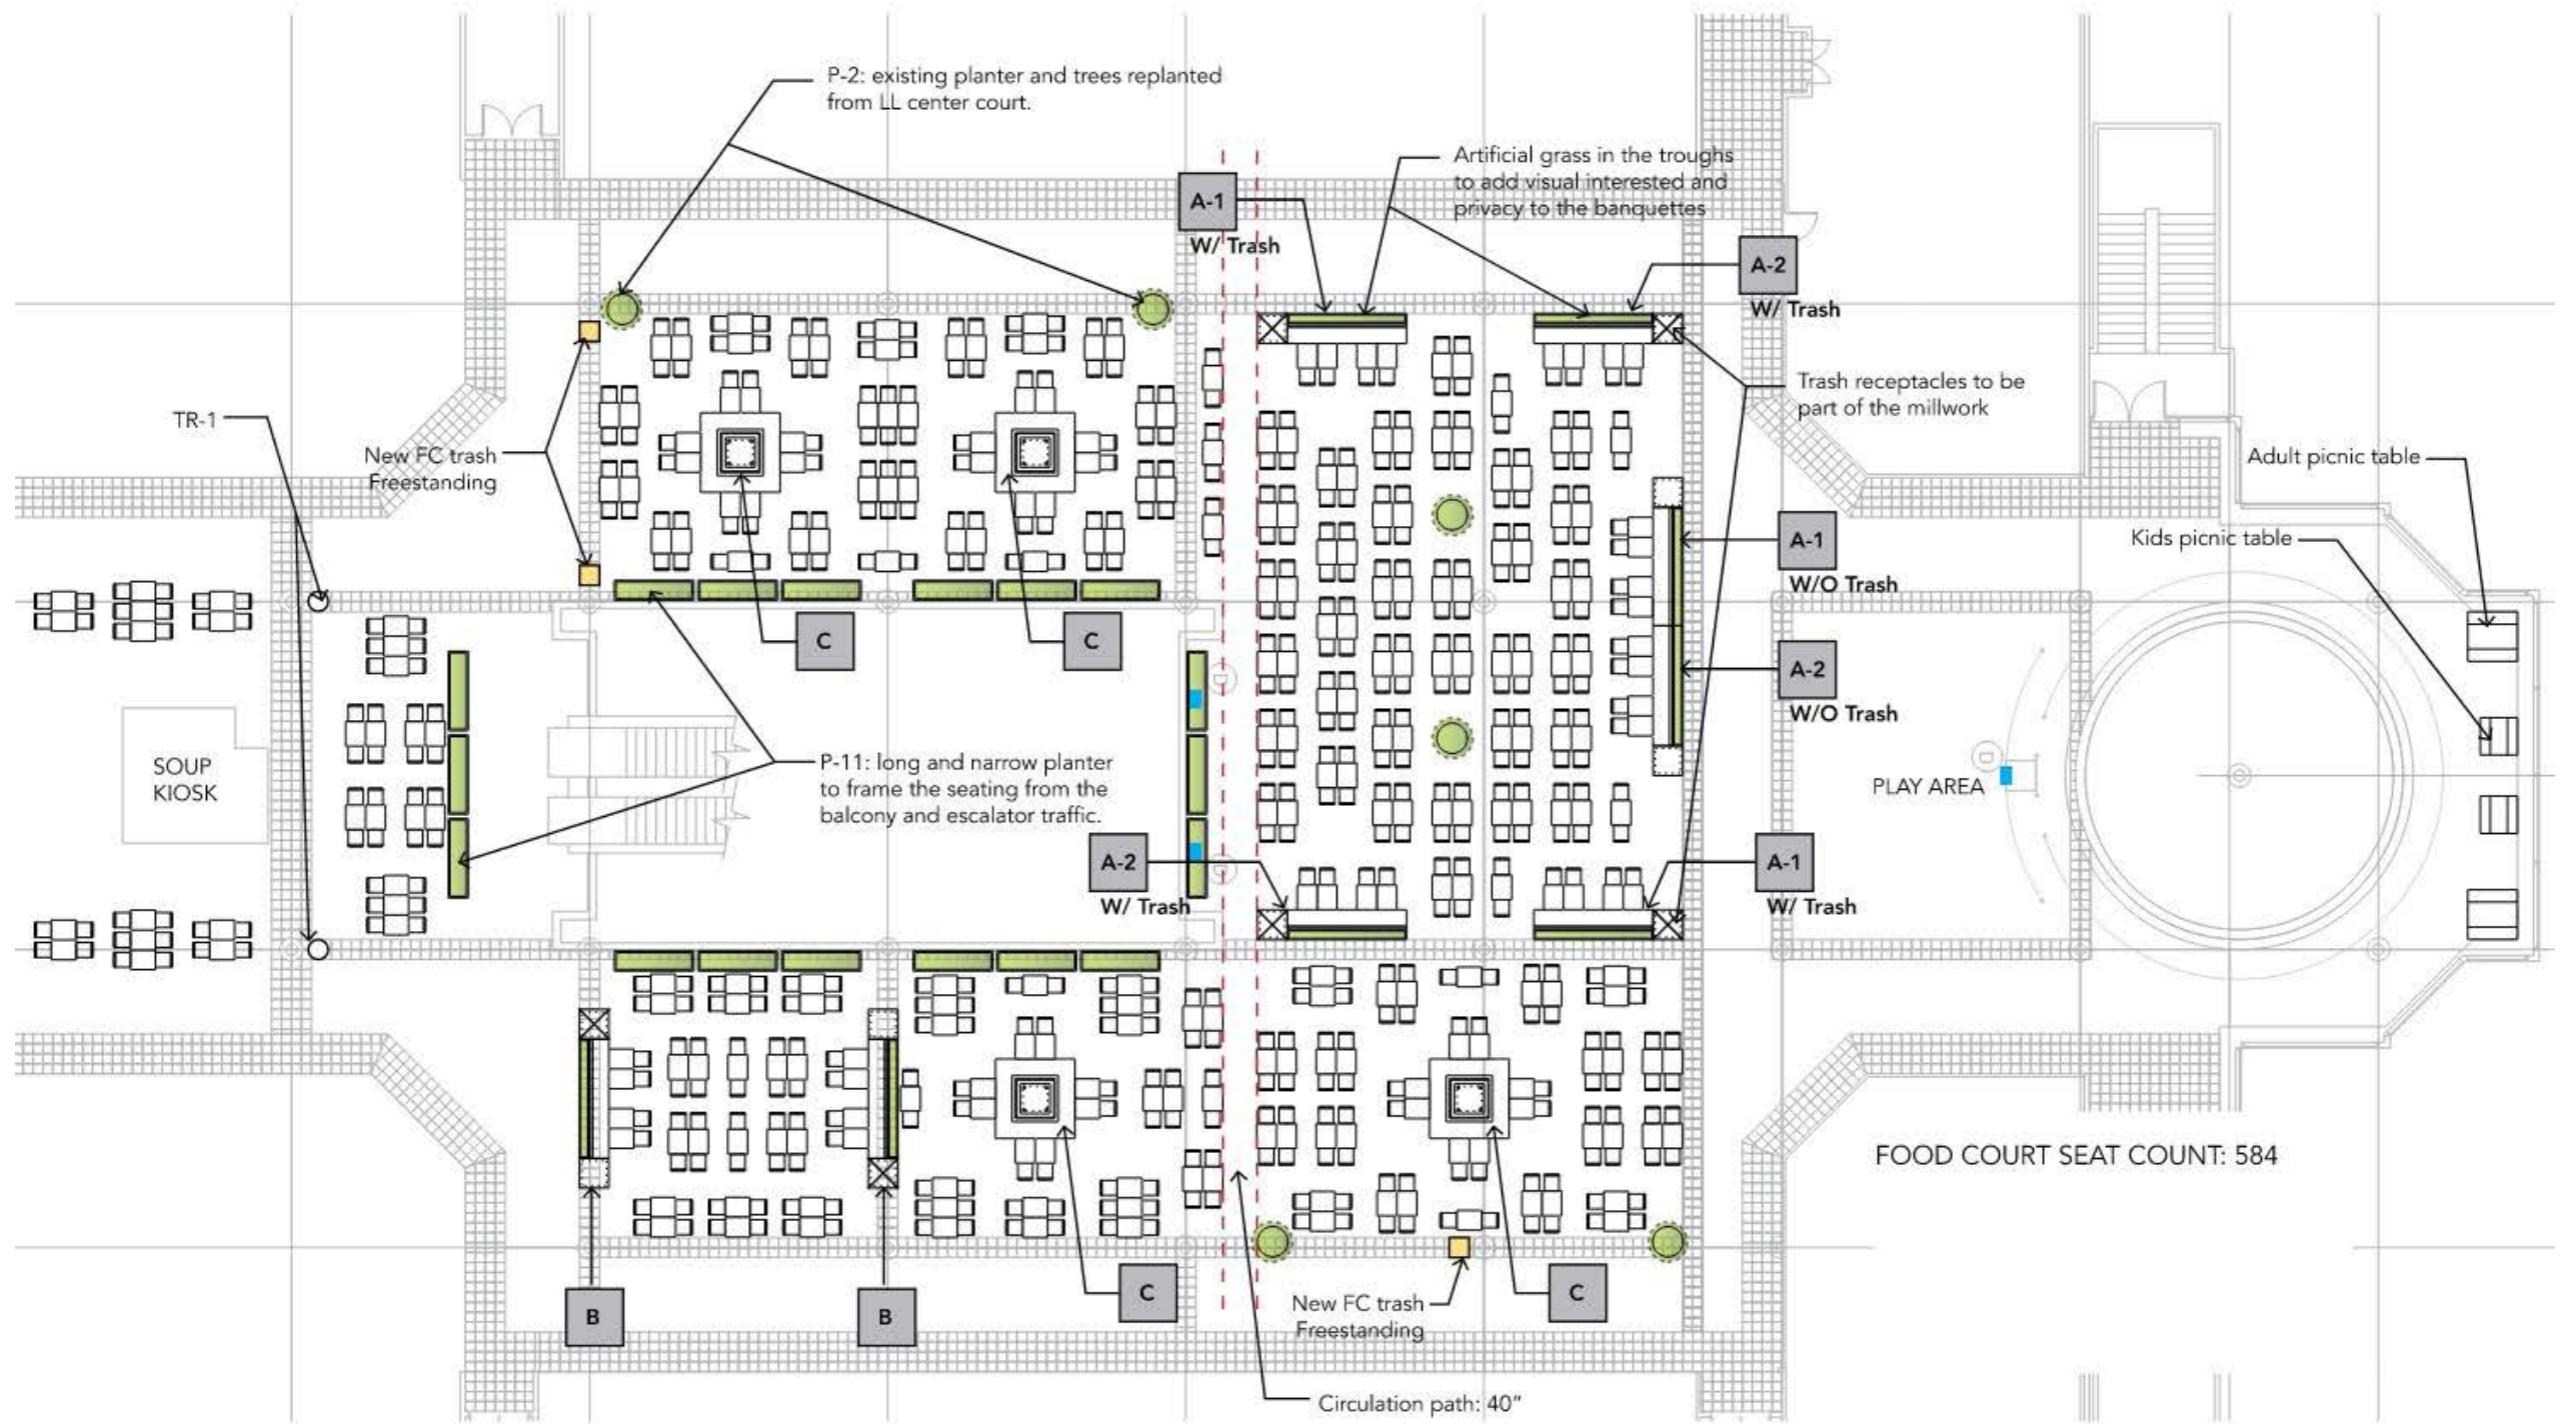 P-2: existing planter and trees replanted
from LL center court.
Artificial grass in the troughs
to add visual interested and
privacy to the banquettes
A-1
W/ Trash
A-2
W/ Trash
Trash receptacles to be
part of the millwork
TR-1
New FC trash
Freestanding
Adult picnic table
Kids picnic table
A-1
W/O Trash
C
C
A-2
W/O Trash
SOUP
KIOSK
P-11: long and narrow planter
to frame the seating from the
balcony and escalator traffic.
PLAY AREA
A-2
W/ Trash
A-1
W/ Trash
FOOD COURT SEAT COUNT: 584
B
B
C
New FC trash
Freestanding
C
Circulation path: 40"